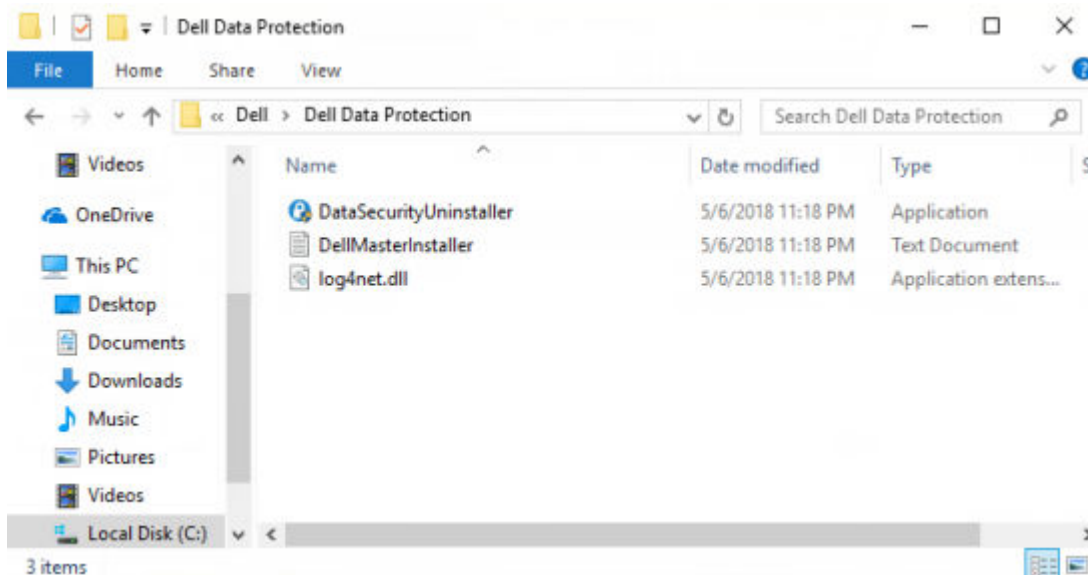 Dell Data Protection
File Home Share View
« Dell > Dell Data Protection Search Dell Data Protection
Name Date modified Type
DataSecurityUninstaller 5/6/2018 11:18 PM Application
DellMasterInstaller 5/6/2018 11:18 PM Text Document
log4net.dll 5/6/2018 11:18 PM Application extens...
Videos
OneDrive
This PC
Desktop
Documents
Downloads
Music
Pictures
Videos
Local Disk (C:)
3 items